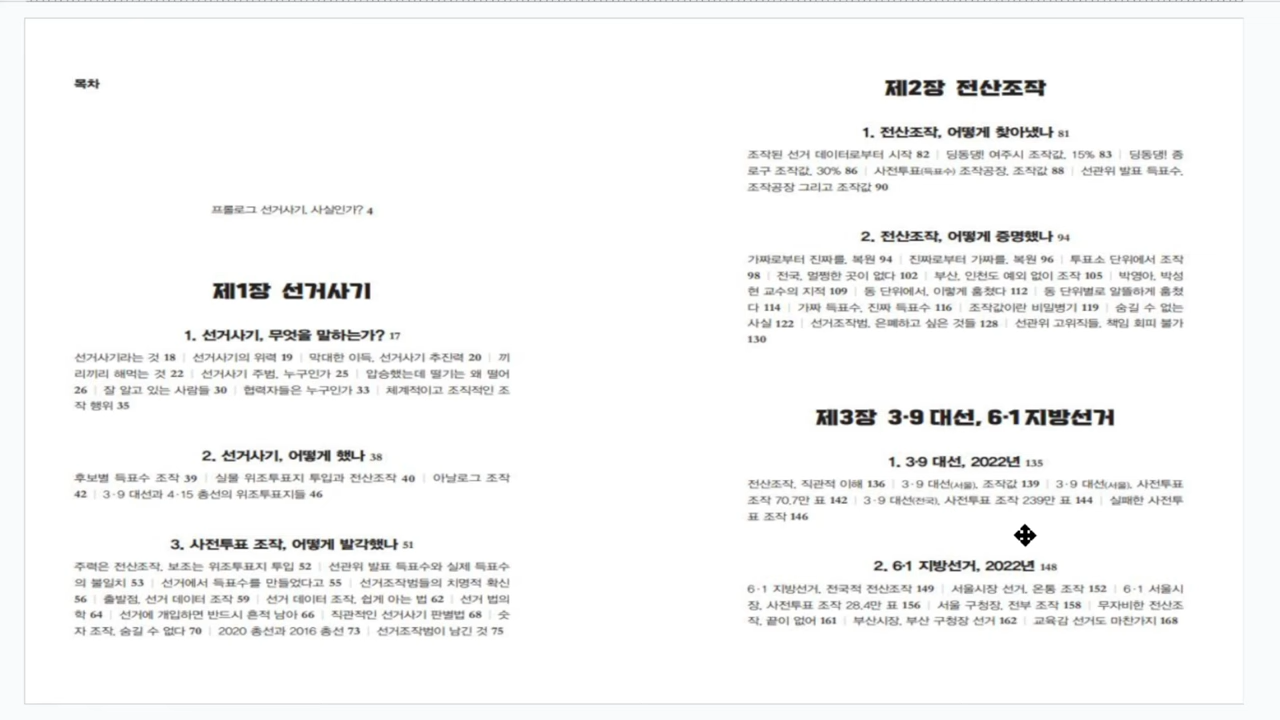 목차
프롤로그 선거사기, 사실인가? 4
제1장 선거사기
1. 선거사기, 무엇을 말하는가? 17
선거사기라는 것 18 | 선거사기의 위력 19 | 막대한 이득, 선거사기 추진력 20 | 끼
리끼리 해먹는 것 22 | 선거사기 주범, 누구인가 25 | 압승했는데 떨기는 왜 떨어
26 | 잘 알고 있는 사람들 30 | 협력자들은 누구인가 33 | 체계적이고 조직적인 조
작 행위 35
2. 선거사기, 어떻게 했나 38
후보별 득표수 조작 39 | 실물 위조투표지 투입과 전산조작 40 | 아날로그 조작
42 | 3·9 대선과 4·15 총선의 위조투표지들 46
3. 사전투표 조작, 어떻게 발각했나 51
주력은 전산조작, 보조는 위조투표지 투입 52 | 선관위 발표 득표수와 실제 득표수
의 불일치 53 | 선거에서 득표수를 만들었다고 55 | 선거조작범들의 치명적 확신
56 | 출발점, 선거 데이터 조작 59 | 선거 데이터 조작, 쉽게 아는 법 62 | 선거 법의
학 64 | 선거에 개입하면 반드시 흔적 남아 66 | 직관적인 선거사기 판별법 68 | 숫
자 조작, 숨길 수 없다 70 | 2020 총선과 2016 총선 73 | 선거조작범이 남긴 것 75
제2장 전산조작
1. 전산조작, 어떻게 찾아냈나 81
조작된 선거 데이터로부터 시작 82 | 딩동댕! 여주시 조작값, 15% 83 | 딩동댕! 종
로구 조작값, 30% 86 | 사전투표(득표수) 조작공장, 조작값 88 | 선관위 발표 득표수,
조작공장 그리고 조작값 90
2. 전산조작, 어떻게 증명했나 94
가짜로부터 진짜를, 복원 94 | 진짜로부터 가짜를, 복원 96 | 투표소 단위에서 조작
98 | 전국, 멀쩡한 곳이 없다 102 | 부산, 인천도 예외 없이 조작 105 | 박영아, 박성
현 교수의 지적 109 | 동 단위에서, 이렇게 훔쳤다 112 | 동 단위별로 알뜰하게 훔쳤
다 114 | 가짜 득표수, 진짜 득표수 116 | 조작값이란 비밀병기 119 | 숨길 수 없는
사실 122 | 선거조작범, 은폐하고 싶은 것들 128 | 선관위 고위직들, 책임 회피 불가
130
제3장 3·9 대선, 6·1 지방선거
1. 3·9 대선, 2022년 135
전산조작, 직관적 이해 136 | 3·9 대선(서울), 조작값 139 | 3·9 대선(서울), 사전투표
조작 70.7만 표 142 | 3·9 대선(전국), 사전투표 조작 239만 표 144 | 실패한 사전투
표 조작 146
2. 6·1 지방선거, 2022년 148
6·1 지방선거, 전국적 전산조작 149 | 서울시장 선거, 온통 조작 152 | 6·1 서울시
장, 사전투표 조작 28.4만 표 156 | 서울 구청장, 전부 조작 158 | 무자비한 전산조
작, 끝이 없어 161 | 부산시장, 부산 구청장 선거 162 | 교육감 선거도 마찬가지 168